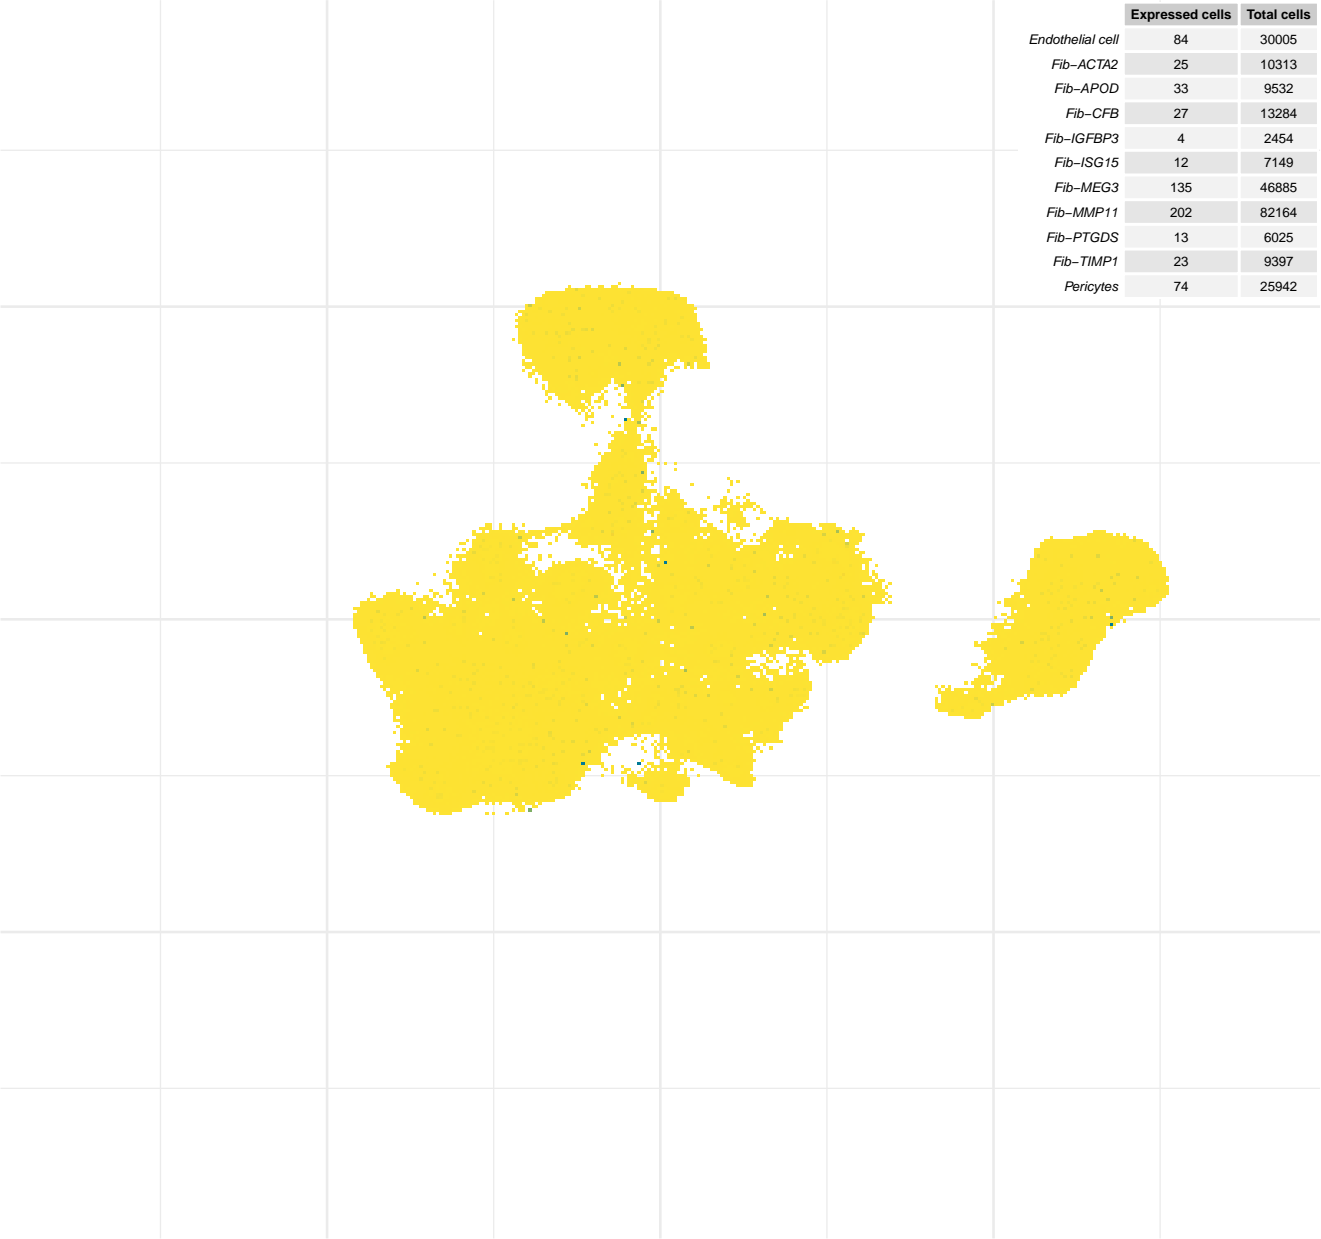 Expressed cells Total cells
Endothelial cell 84 30005
Fib−ACTA2 25 10313
Fib−APOD 33 9532
Fib−CFB 27 13284
Fib−IGFBP3 4 2454
Fib−ISG15 12 7149
Fib−MEG3 135 46885
Fib−MMP11 202 82164
Fib−PTGDS 13 6025
Fib−TIMP1 23 9397
Pericytes 74 25942